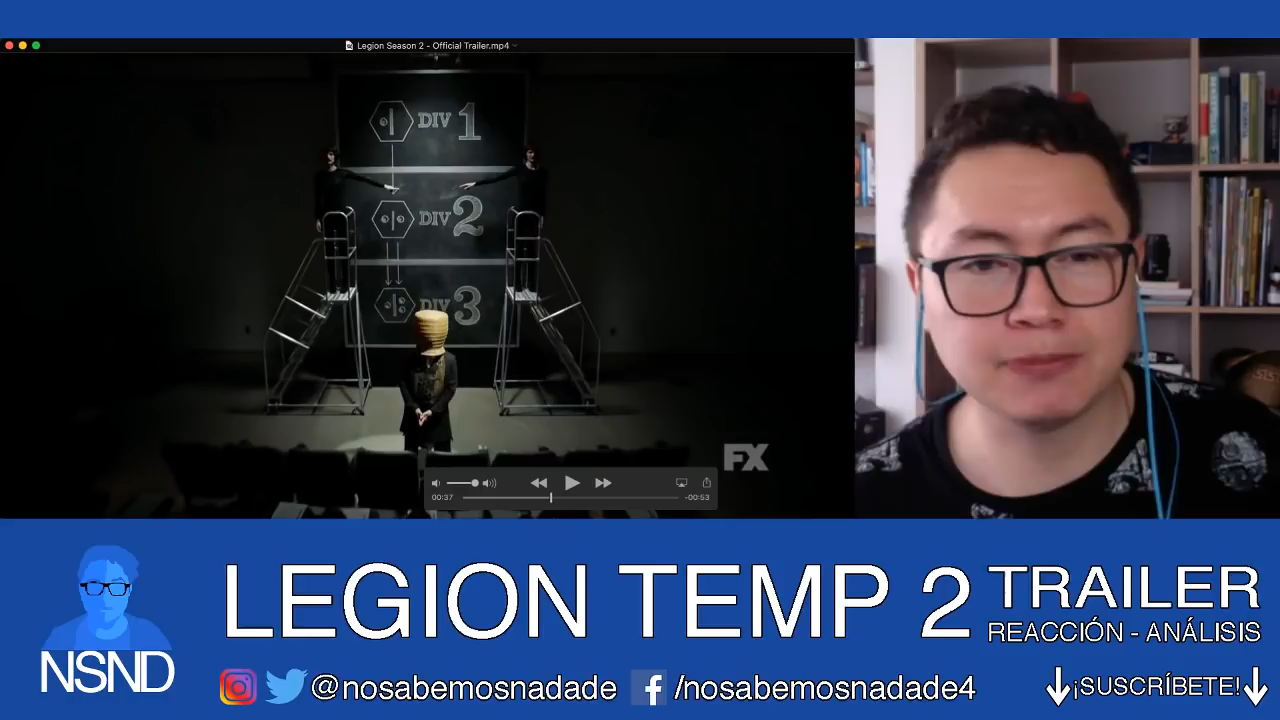 Legion Season 2 - Official Trailer.mp4
DIV 1
DIV 2
DIV 3
FX
00:37
-00:53
NSND
LEGION TEMP 2
TRAILER
REACCIÓN - ANÁLISIS
@nosabemosnadade
/nosabemosnadade4
¡SUSCRÍBETE!